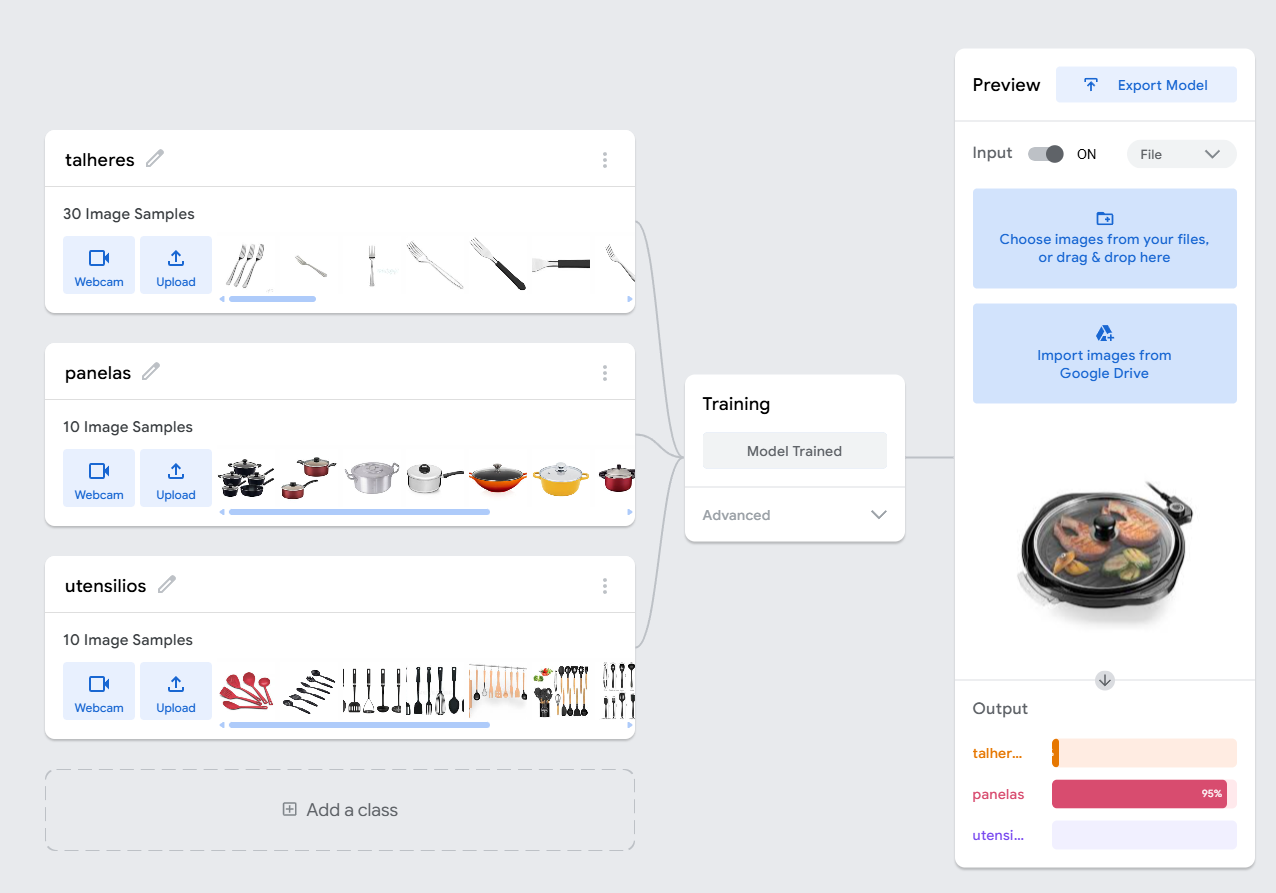 talheres
30 Image Samples
Webcam
Upload
panelas
10 Image Samples
Webcam
Upload
utensilios
10 Image Samples
Webcam
Upload
Add a class
Training
Model Trained
Advanced
Preview
Export Model
Input
ON
File
Choose images from your files,
or drag & drop here
Import images from
Google Drive
Output
talher...
panelas
95%
utensi...